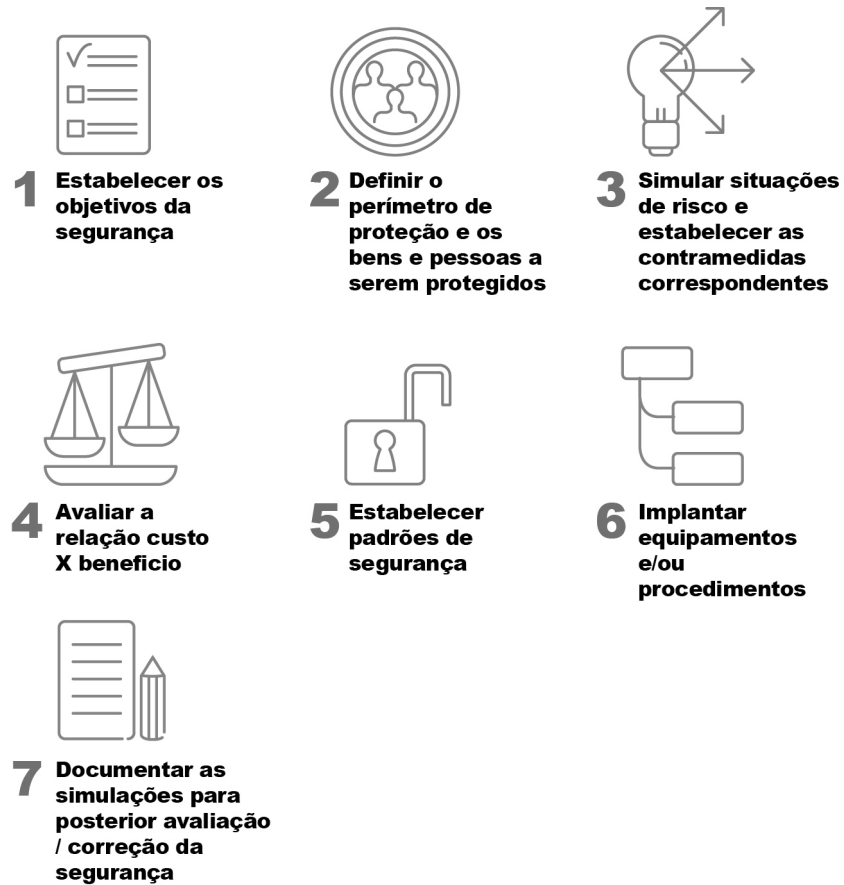 1 Estabelecer os
objetivos da
segurança
2 Definir o
perímetro de
proteção e os
bens e pessoas a
serem protegidos
3 Simular situações
de risco e
estabelecer as
contramedidas
correspondentes
4 Avaliar a
relação custo
X beneficio
5 Estabelecer
padrões de
segurança
6 Implantar
equipamentos
e/ou
procedimentos
7 Documentar as
simulações para
posterior avaliação
/ correção da
segurança